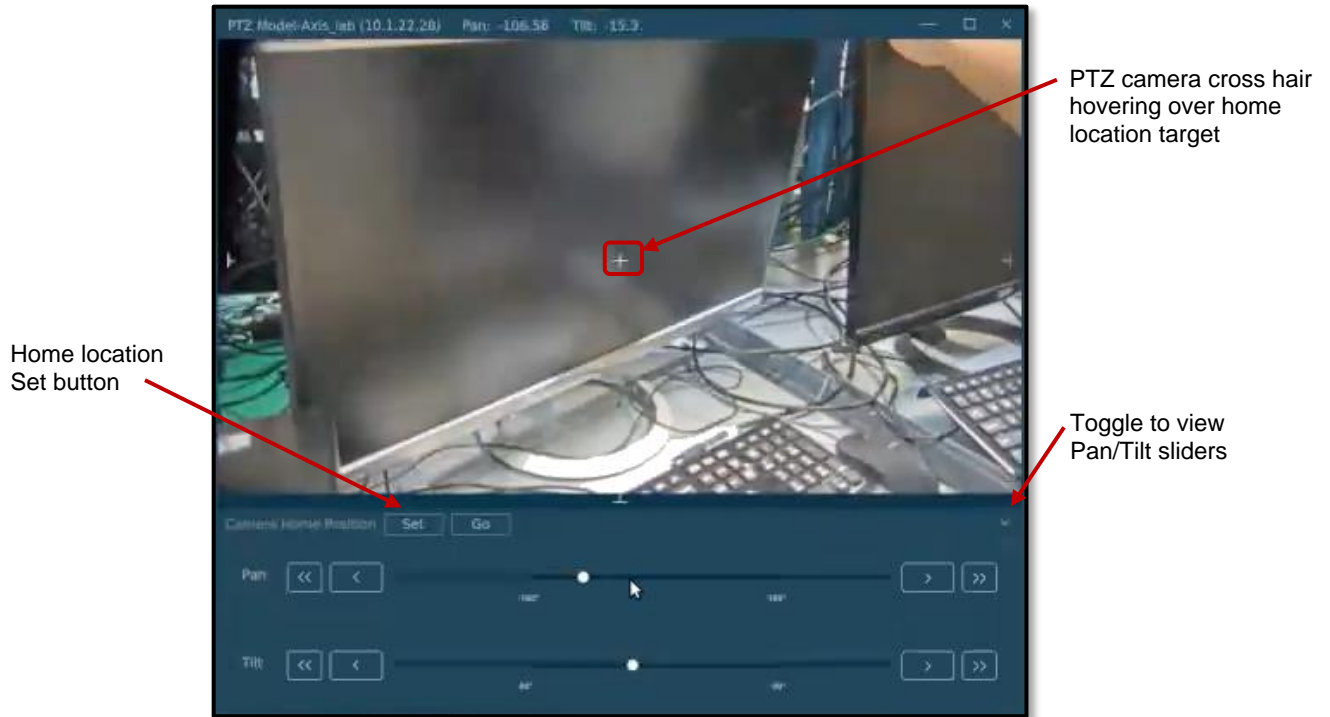 PTZ Model-Axis_lab (10.1.22.28) Pan: -106.56 Tilt: -15.3.
PTZ camera cross hair
hovering over home
location target
Home location
Set button
Toggle to view
Pan/Tilt sliders
Camera Home Position Set Go
Pan << < > >>
Tilt << < > >>